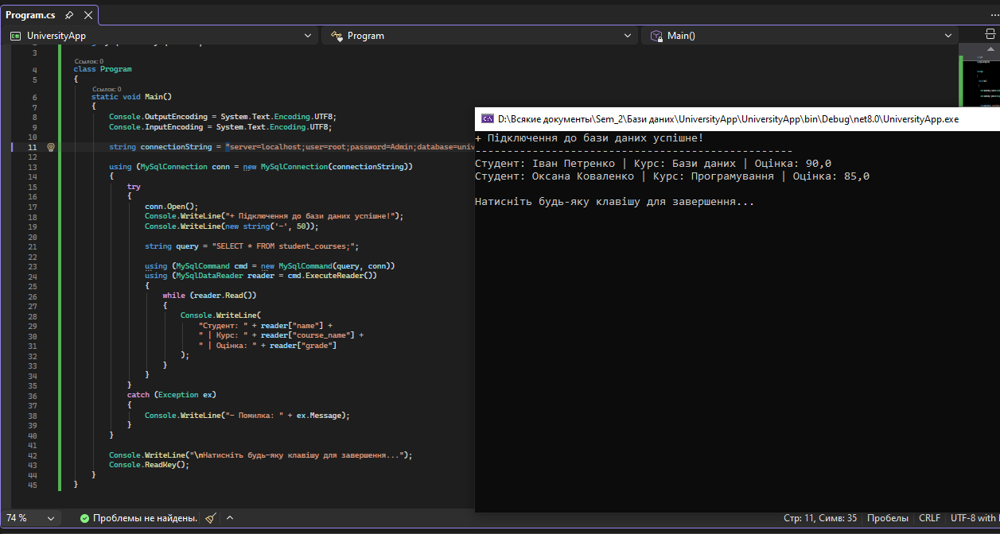 Program.cs
UniversityApp
Program
Main()
3
Ссылок: 0
4 class Program
5 {
Ссылок: 0
6 static void Main()
7 {
8 Console.OutputEncoding = System.Text.Encoding.UTF8;
9 Console.InputEncoding = System.Text.Encoding.UTF8;
10
11 string connectionString = "server=localhost;user=root;password=Admin;database=univ
12
13 using (MySqlConnection conn = new MySqlConnection(connectionString))
14 {
15 try
16 {
17 conn.Open();
18 Console.WriteLine("+ Підключення до бази даних успішне!");
19 Console.WriteLine(new string('-', 50));
20
21 string query = "SELECT * FROM student_courses;";
22
23 using (MySqlCommand cmd = new MySqlCommand(query, conn))
24 using (MySqlDataReader reader = cmd.ExecuteReader())
25 {
26 while (reader.Read())
27 {
28 Console.WriteLine(
29 "Студент: " + reader["name"] +
30 " | Курс: " + reader["course_name"] +
31 " | Оцінка: " + reader["grade"]
32 );
33 }
34 }
35 }
36 catch (Exception ex)
37 {
38 Console.WriteLine("- Помилка: " + ex.Message);
39 }
40 }
41
42 Console.WriteLine("\nНатисніть будь-яку клавішу для завершення...");
43 Console.ReadKey();
44 }
45 }
D:\Всякие документы\Sem_2\Бази даних\UniversityApp\UniversityApp\bin\Debug\net8.0\UniversityApp.exe
+ Підключення до бази даних успішне!
--------------------------------------------------
Студент: Іван Петренко | Курс: Бази даних | Оцінка: 90,0
Студент: Оксана Коваленко | Курс: Програмування | Оцінка: 85,0
Натисніть будь-яку клавішу для завершення...
74 %
Проблемы не найдены.
Стр: 11, Симв: 35
Пробелы
CRLF
UTF-8 with